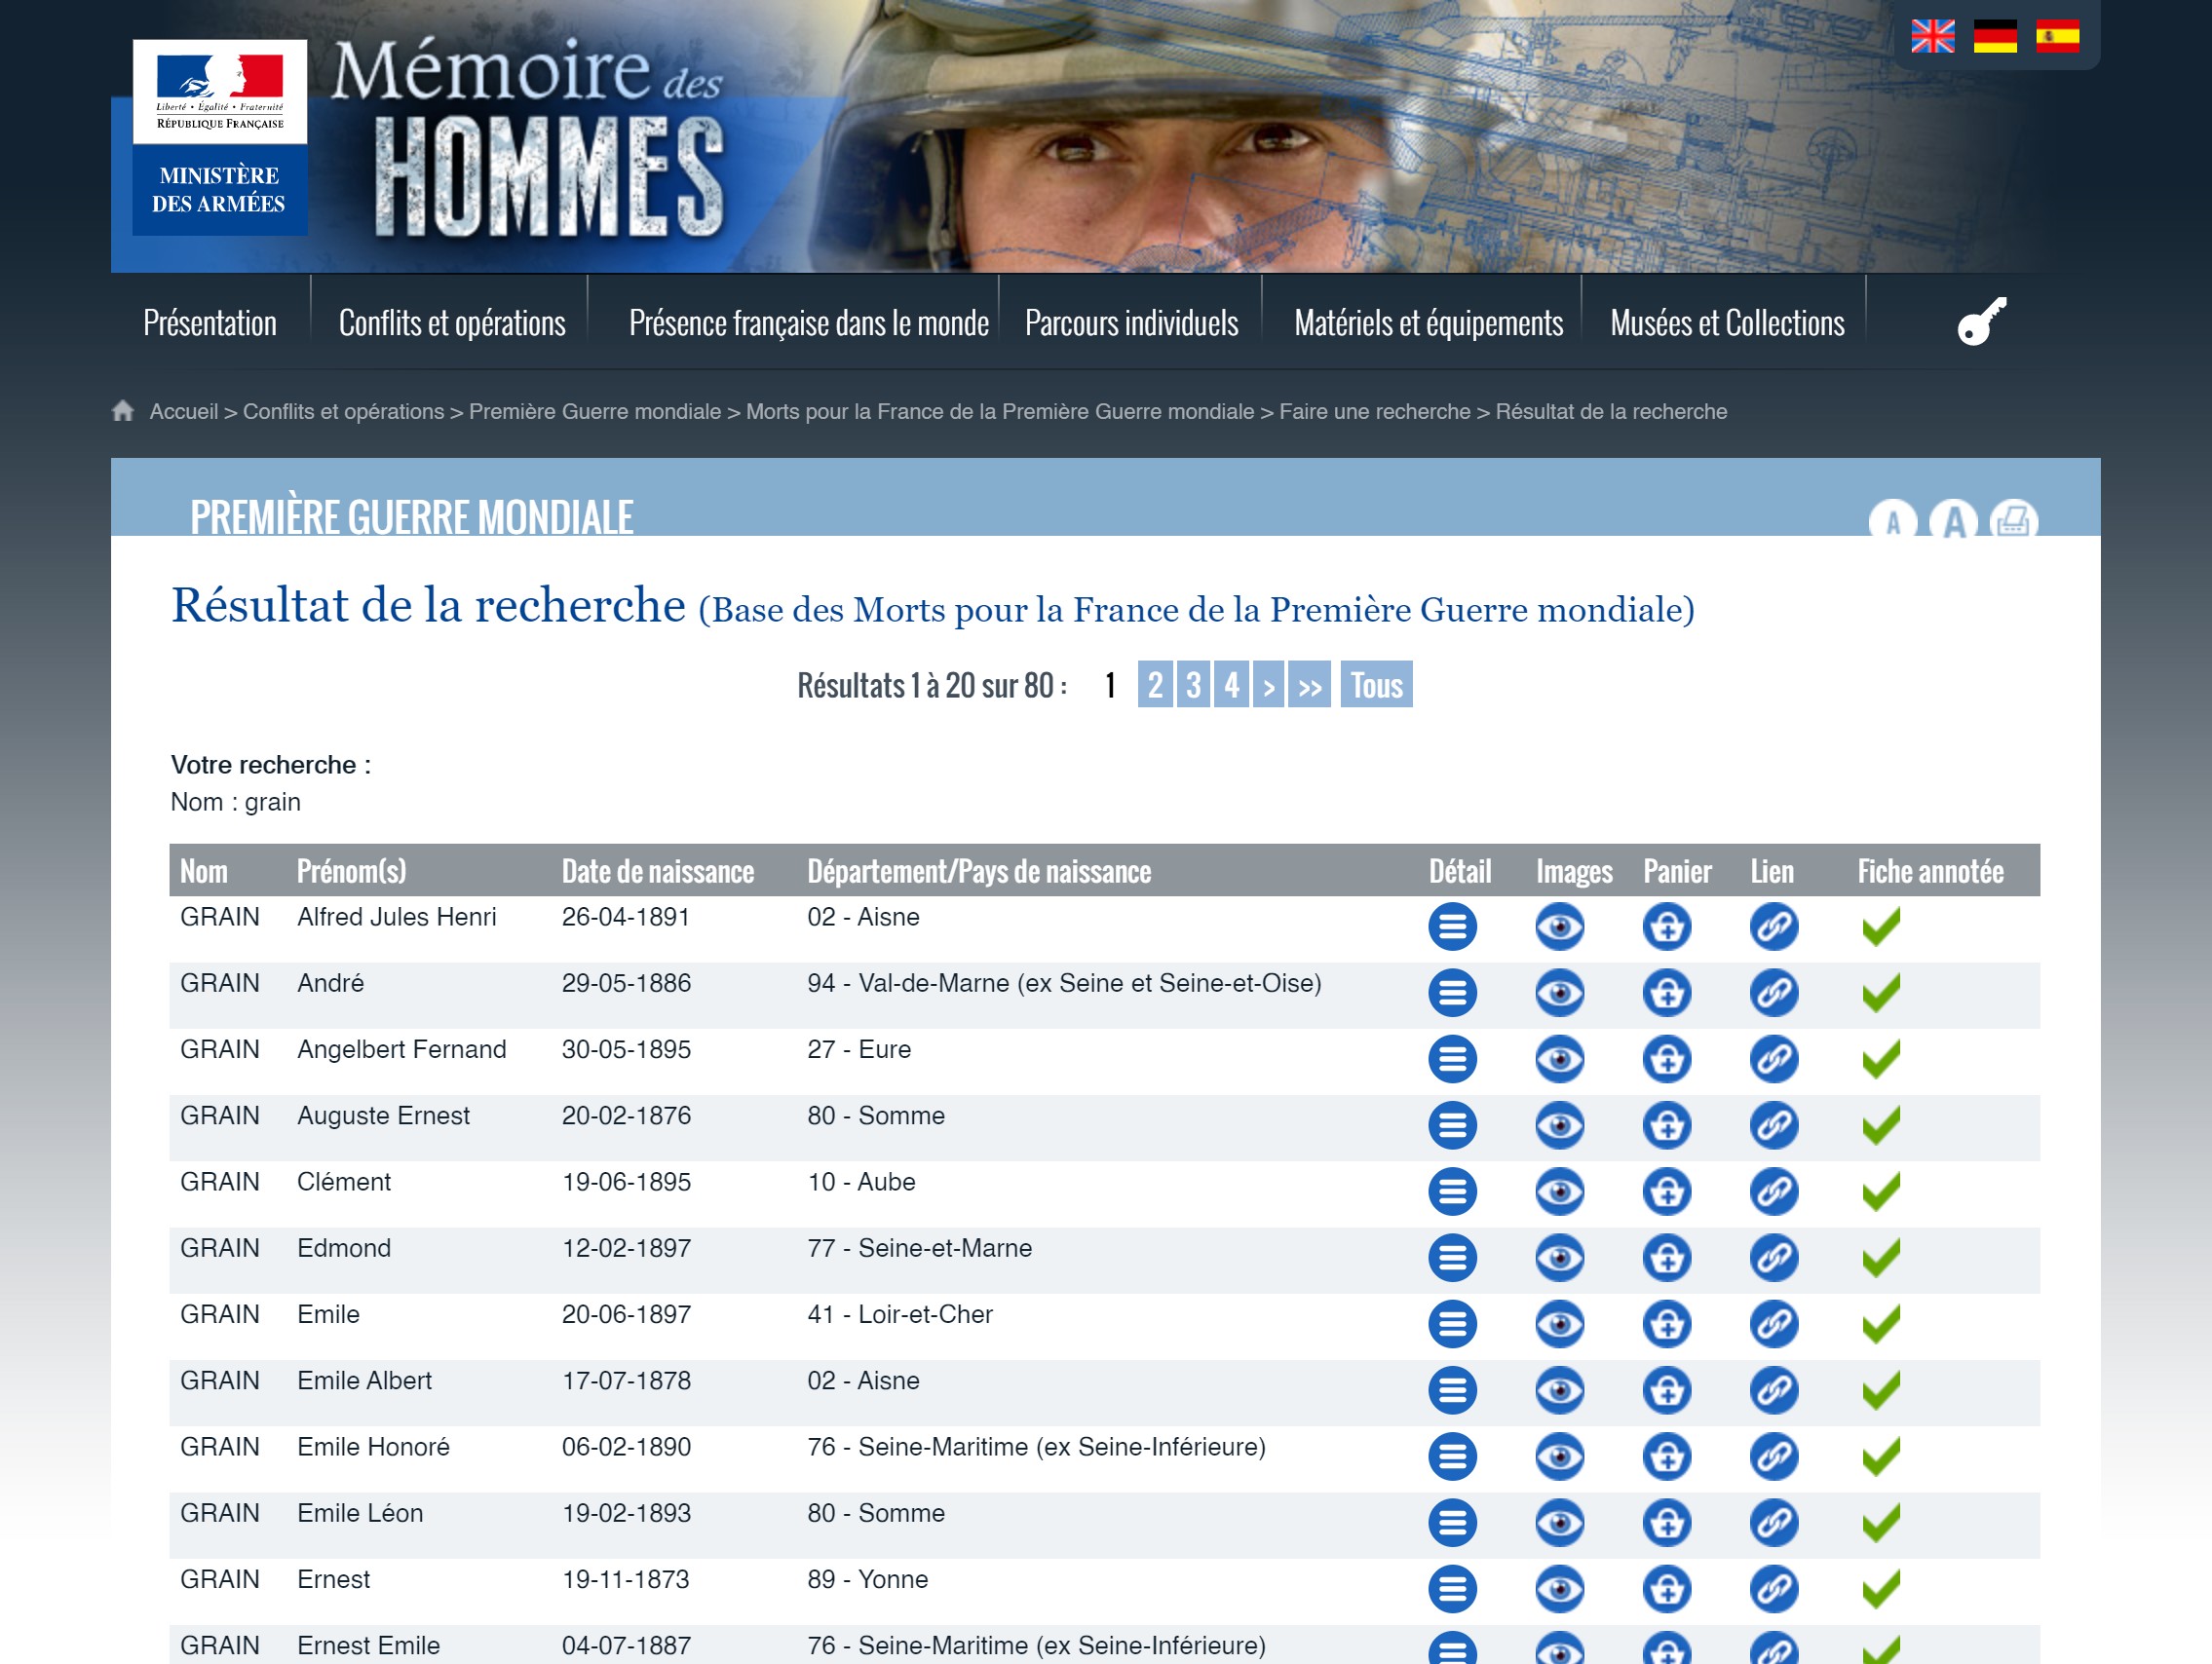 Liberté • Égalité • Fraternité
RÉPUBLIQUE FRANÇAISE
MINISTÈRE
DES ARMÉES
Mémoire des
HOMMES
Présentation Conflits et opérations Présence française dans le monde Parcours individuels Matériels et équipements Musées et Collections
Accueil > Conflits et opérations > Première Guerre mondiale > Morts pour la France de la Première Guerre mondiale > Faire une recherche > Résultat de la recherche
PREMIÈRE GUERRE MONDIALE A A
Résultat de la recherche (Base des Morts pour la France de la Première Guerre mondiale)
Résultats 1 à 20 sur 80 : 1 2 3 4 > >> Tous
Votre recherche :
Nom : grain
Nom Prénom(s) Date de naissance Département/Pays de naissance Détail Images Panier Lien Fiche annotée
GRAIN Alfred Jules Henri 26-04-1891 02 - Aisne
GRAIN André 29-05-1886 94 - Val-de-Marne (ex Seine et Seine-et-Oise)
GRAIN Angelbert Fernand 30-05-1895 27 - Eure
GRAIN Auguste Ernest 20-02-1876 80 - Somme
GRAIN Clément 19-06-1895 10 - Aube
GRAIN Edmond 12-02-1897 77 - Seine-et-Marne
GRAIN Emile 20-06-1897 41 - Loir-et-Cher
GRAIN Emile Albert 17-07-1878 02 - Aisne
GRAIN Emile Honoré 06-02-1890 76 - Seine-Maritime (ex Seine-Inférieure)
GRAIN Emile Léon 19-02-1893 80 - Somme
GRAIN Ernest 19-11-1873 89 - Yonne
GRAIN Ernest Emile 04-07-1887 76 - Seine-Maritime (ex Seine-Inférieure)